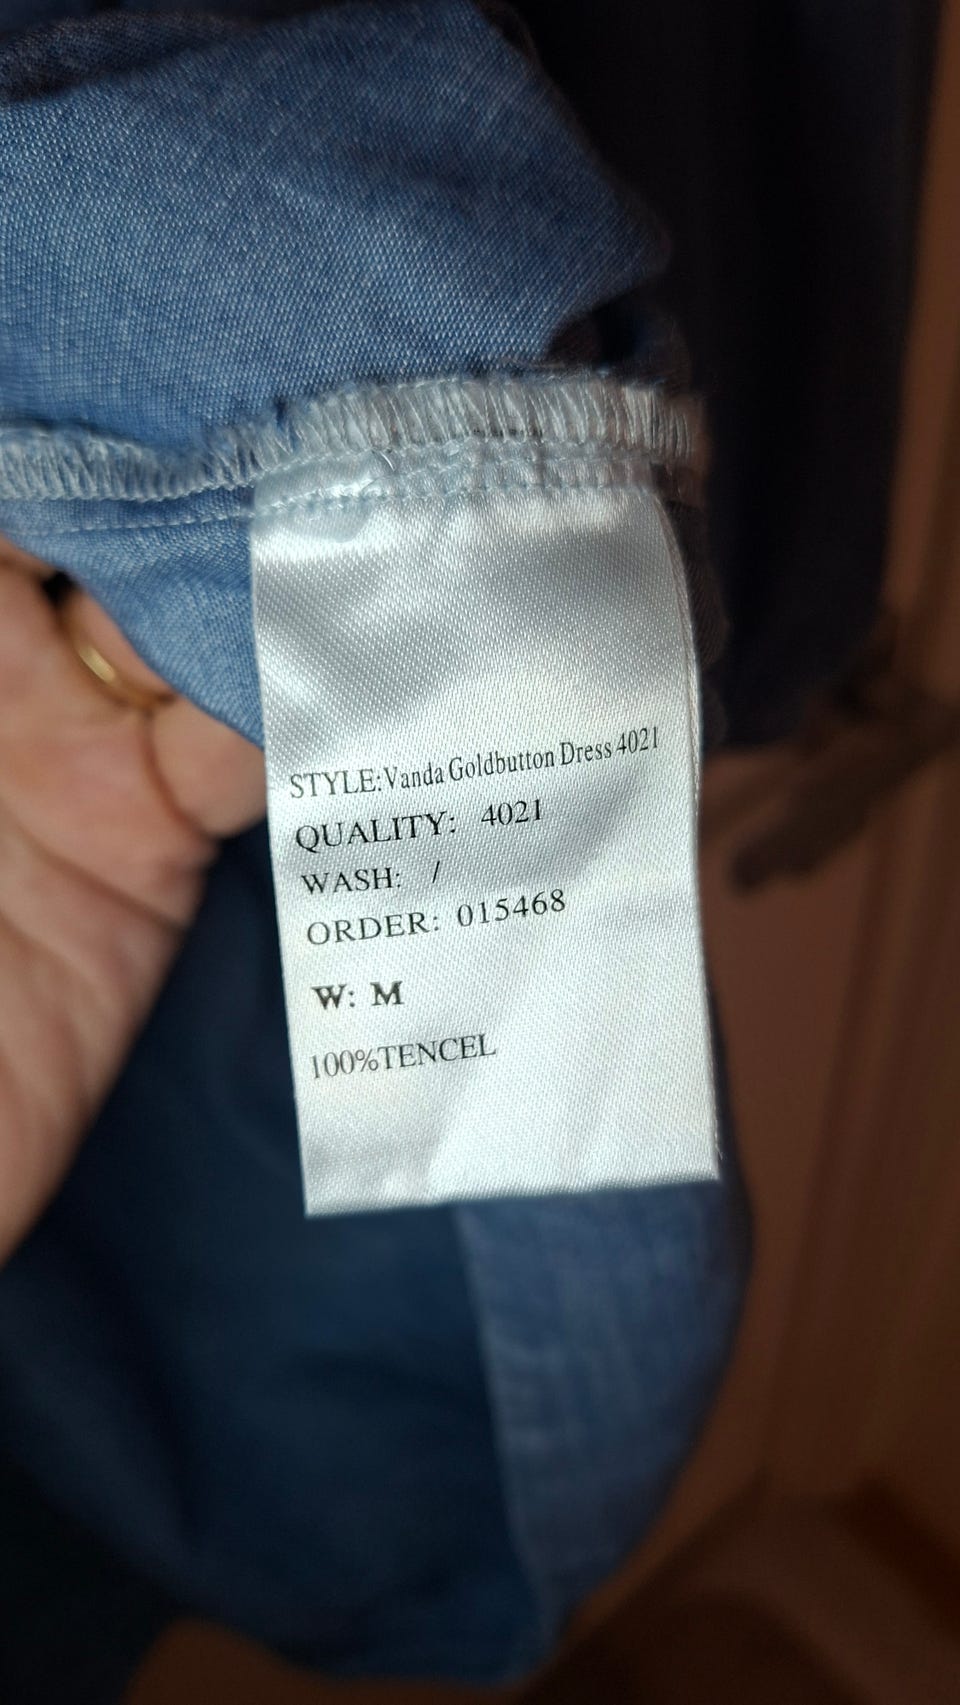 STYLE:Vanda Goldbutton Dress 4021
QUALITY: 4021
WASH: /
ORDER: 015468
W: M
100%TENCEL